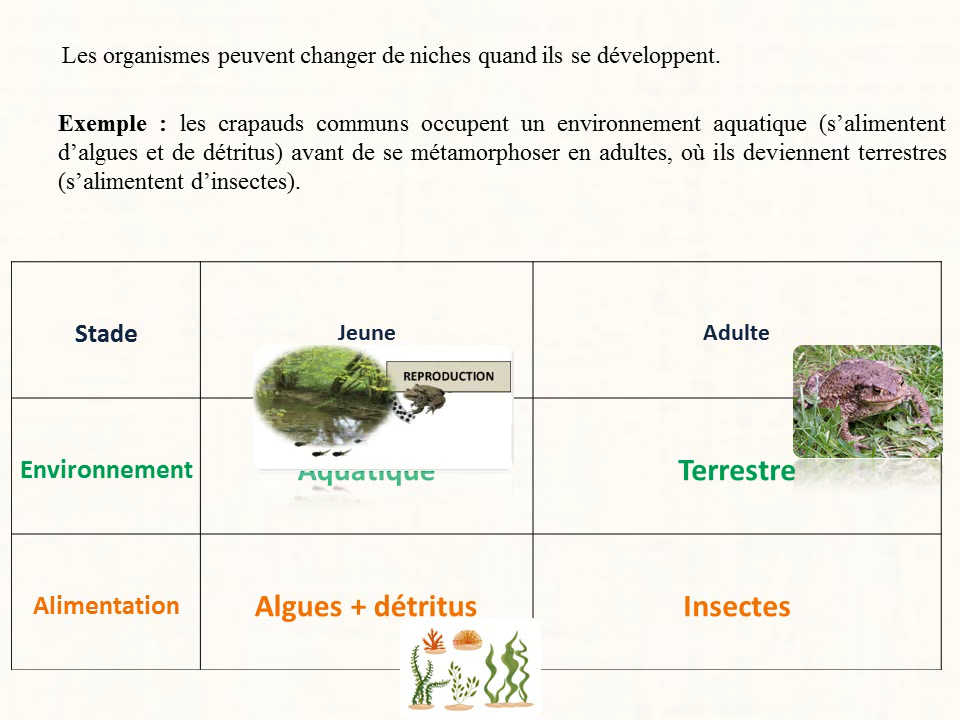 Les organismes peuvent changer de niches quand ils se développent.
Exemple : les crapauds communs occupent un environnement aquatique (s’alimentent
d’algues et de détritus) avant de se métamorphoser en adultes, où ils deviennent terrestres
(s’alimentent d’insectes).
Stade
Jeune
Adulte
REPRODUCTION
Environnement
Aquatique
Terrestre
Alimentation
Algues + détritus
Insectes